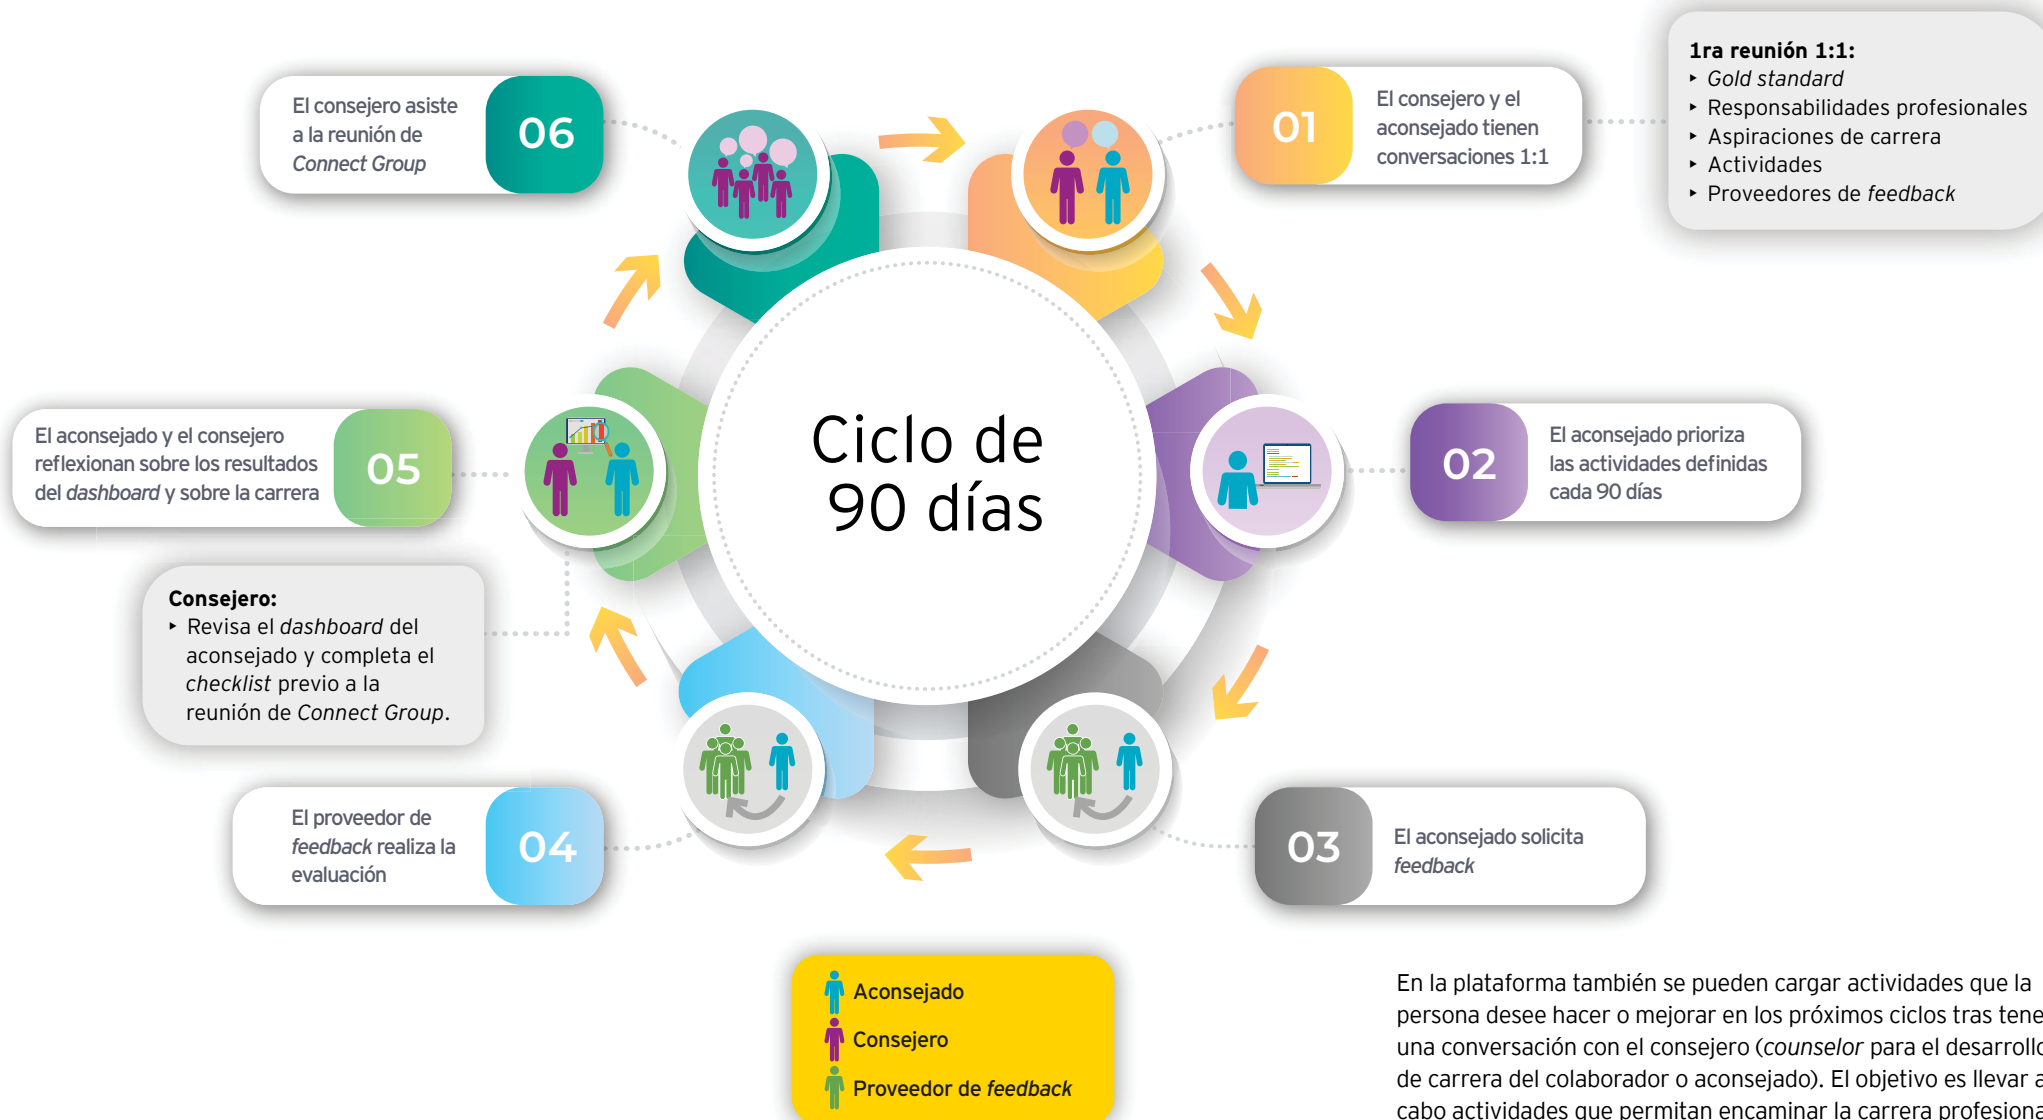 1ra reunión 1:1:
‣ Gold standard
‣ Responsabilidades profesionales
‣ Aspiraciones de carrera
‣ Actividades
‣ Proveedores de feedback
01
El consejero y el
aconsejado tienen
conversaciones 1:1
El consejero asiste
a la reunión de
Connect Group
06
Ciclo de
90 días
02
El aconsejado prioriza
las actividades definidas
cada 90 días
El aconsejado y el consejero
reflexionan sobre los resultados
del dashboard y sobre la carrera
05
Consejero:
‣ Revisa el dashboard del
aconsejado y completa el
checklist previo a la
reunión de Connect Group.
El proveedor de
feedback realiza la
evaluación
04
03
El aconsejado solicita
feedback
Aconsejado
Consejero
Proveedor de feedback
En la plataforma también se pueden cargar actividades que la
persona desee hacer o mejorar en los próximos ciclos tras tene
una conversación con el consejero (counselor para el desarrollo
de carrera del colaborador o aconsejado). El objetivo es llevar a
cabo actividades que permitan encaminar la carrera profesiona